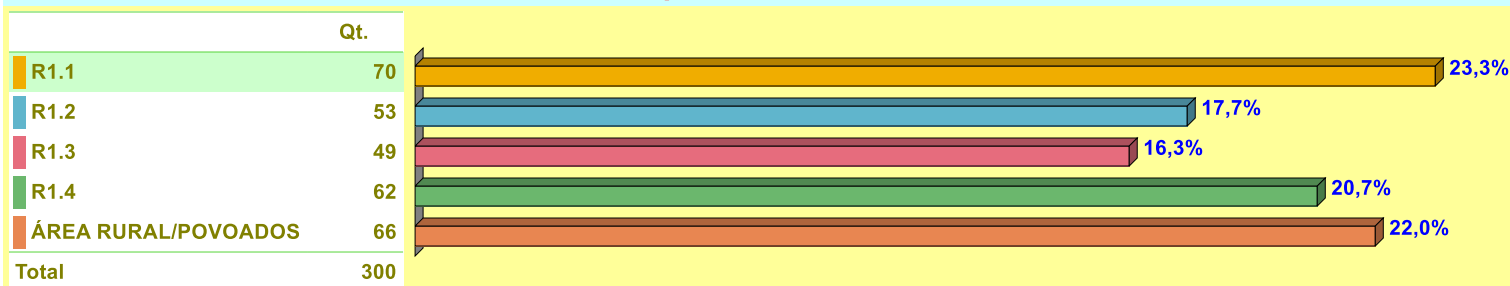 Qt.
R1.1 70 23,3%
R1.2 53 17,7%
R1.3 49 16,3%
R1.4 62 20,7%
ÁREA RURAL/POVOADOS 66 22,0%
Total 300